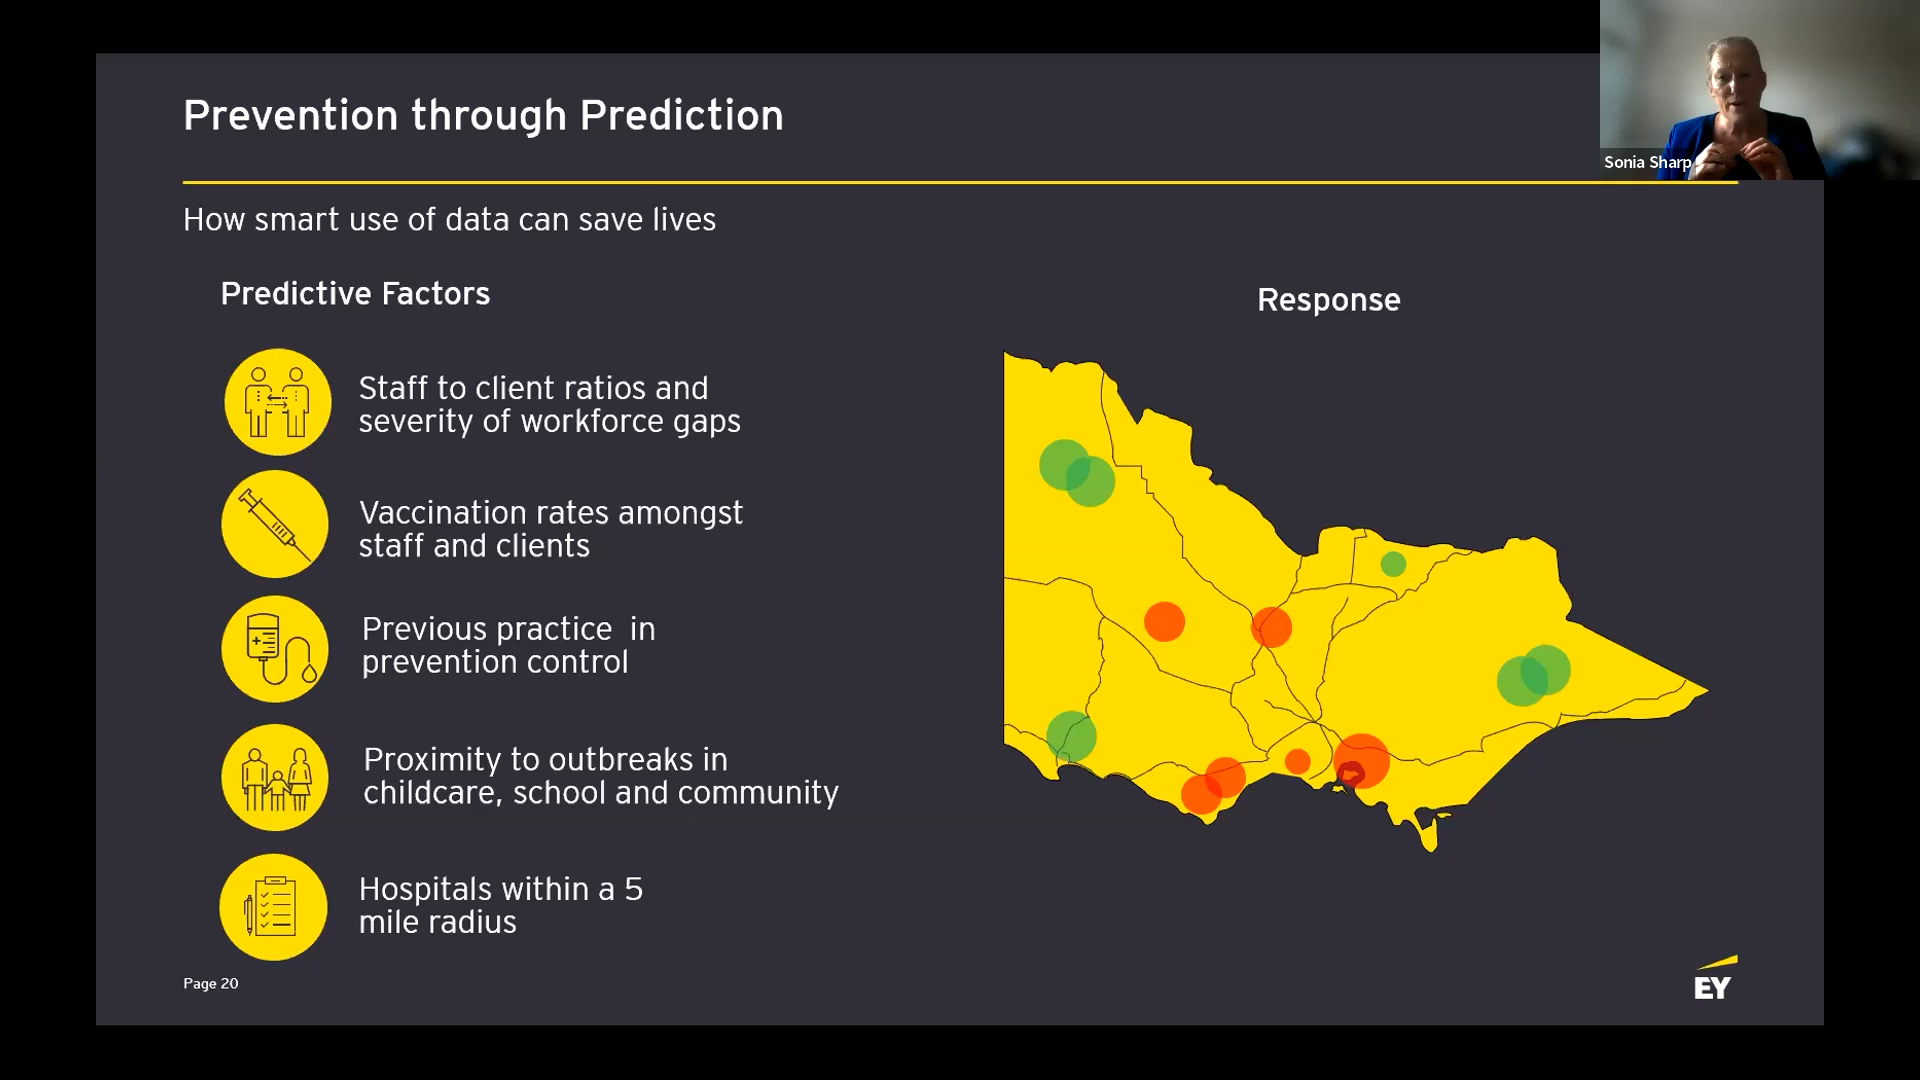 Prevention through Prediction
Sonia Sharp
How smart use of data can save lives
Predictive Factors
Response
Staff to client ratios and
severity of workforce gaps
Vaccination rates amongst
staff and clients
Previous practice  in
prevention control
Proximity to outbreaks in
childcare, school and community
Hospitals within a 5
mile radius
Page 20
EY